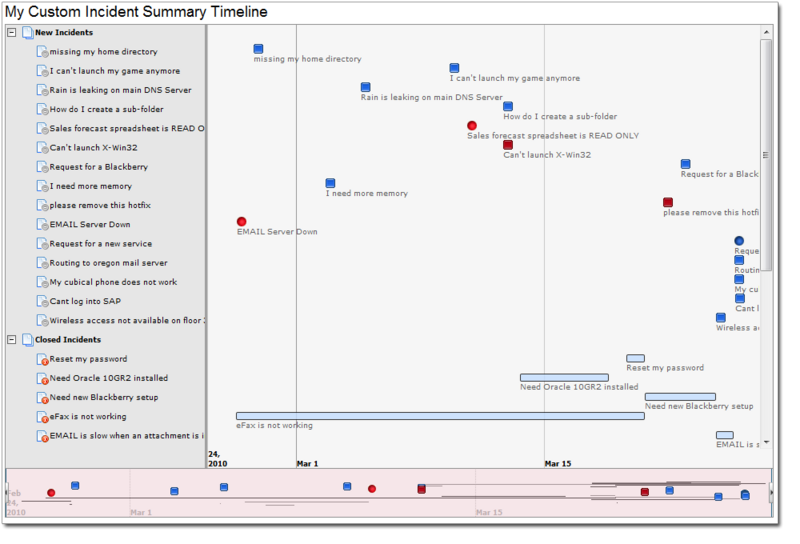 My Custom Incident Summary Timeline
New Incidents
missing my home directory
I can't launch my game anymore
Rain is leaking on main DNS Server
How do I create a sub-folder
Sales forecast spreadsheet is READ O
Can't launch X-Win32
Request for a Blackberry
I need more memory
please remove this hotfix
EMAIL Server Down
Request for a new service
Routing to oregon mail server
My cubical phone does not work
Cant log into SAP
Wireless access not available on floor
Closed Incidents
Reset my password
Need Oracle 10GR2 installed
Need new Blackberry setup
eFax is not working
EMAIL is slow when an attachment is i
missing my home directory
I can't launch my game anymore
Rain is leaking on main DNS Server
How do I create a sub-folder
Sales forecast spreadsheet is READ ONLY
Can't launch X-Win32
Request for a Black
I need more memory
please remove this hotfi
EMAIL Server Down
Reque
Routin
My cu
Cant l
Wireless a
Reset my password
Need Oracle 10GR2 installed
Need new Blackberry setup
eFax is not working
EMAIL is s
24,
2010
Mar 1
Mar 15
Feb
24,
2010
Mar 1
Mar 15